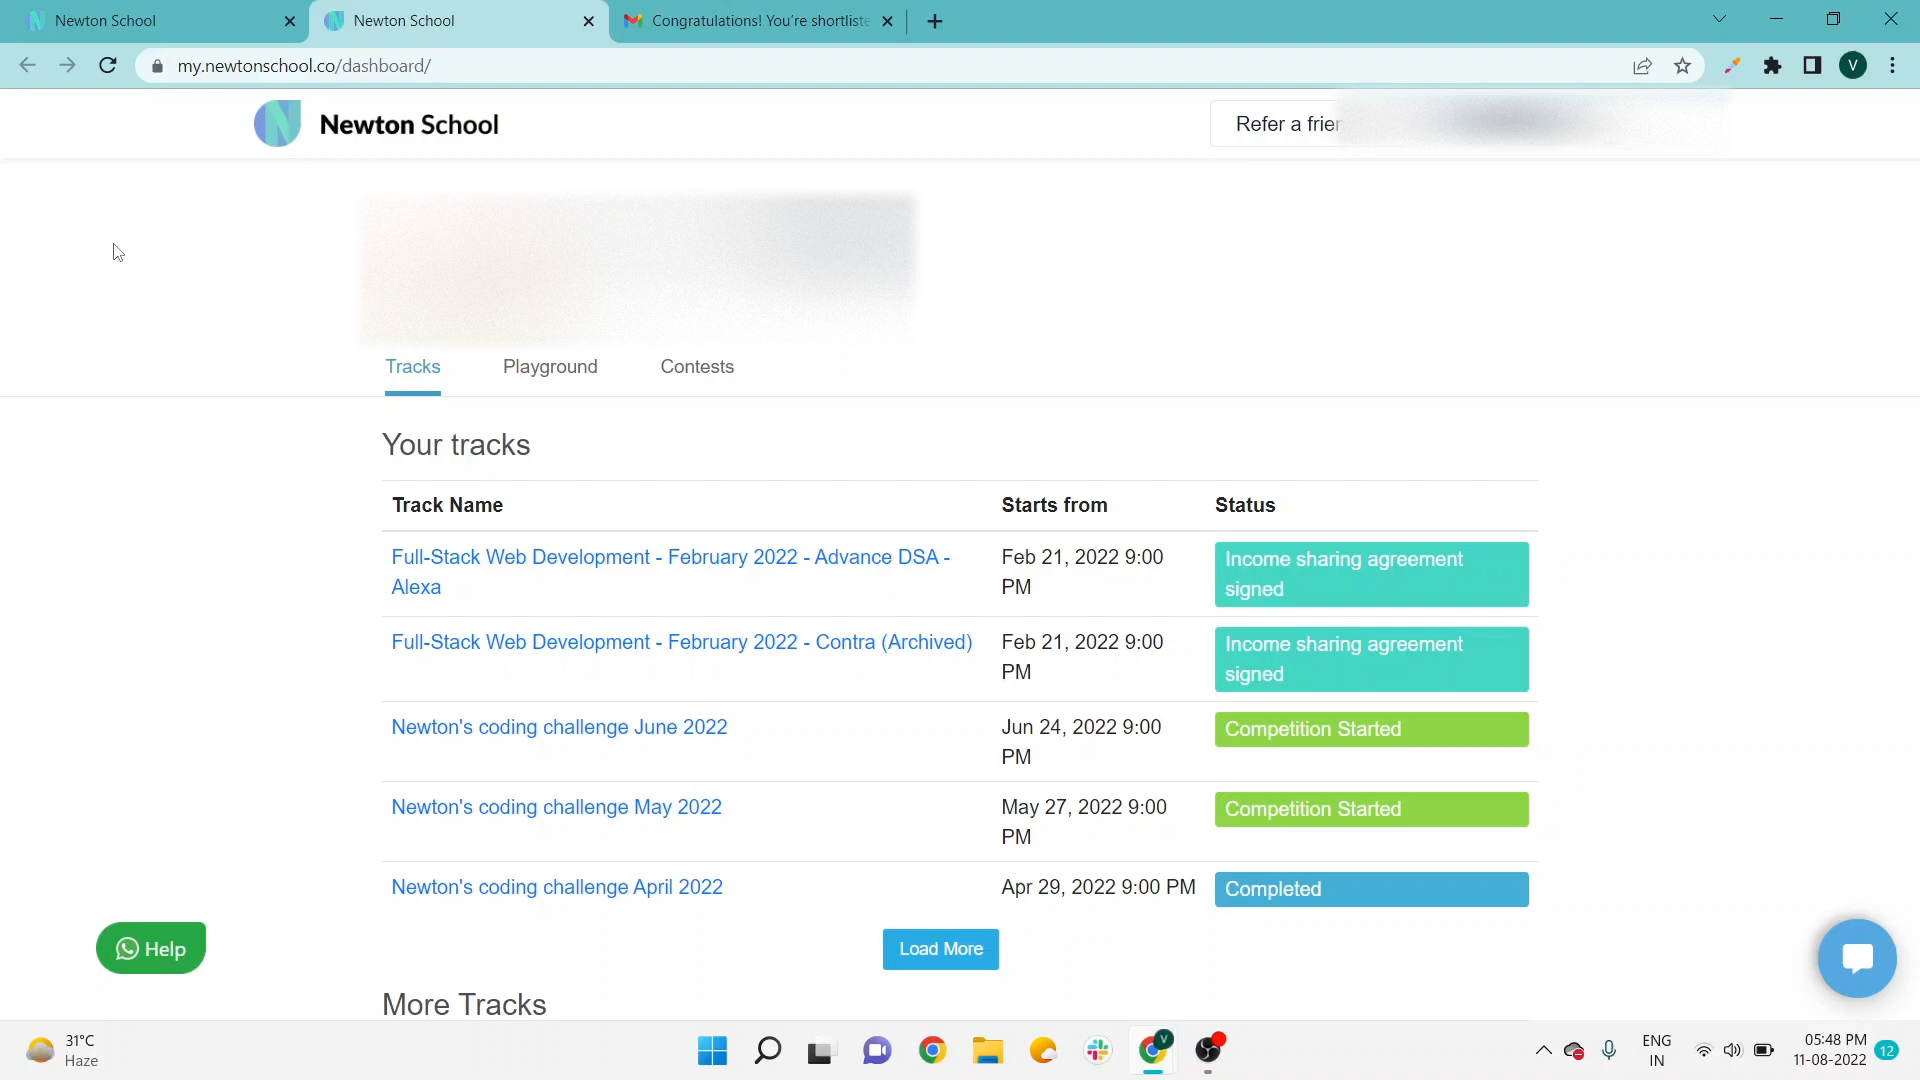 Newton School
Newton School
Congratulations! You're shortliste
my.newtonschool.co/dashboard/
V
Newton School
Refer a frien
Tracks
Playground
Contests
Your tracks
Track Name
Starts from
Status
Full-Stack Web Development - February 2022 - Advance DSA -
Alexa
Feb 21, 2022 9:00
PM
Income sharing agreement
signed
Full-Stack Web Development - February 2022 - Contra (Archived)
Feb 21, 2022 9:00
PM
Income sharing agreement
signed
Newton's coding challenge June 2022
Jun 24, 2022 9:00
PM
Competition Started
Newton's coding challenge May 2022
May 27, 2022 9:00
PM
Competition Started
Newton's coding challenge April 2022
Apr 29, 2022 9:00 PM
Completed
Load More
Help
More Tracks
31°C
Haze
V
ENG
IN
05:48 PM
11-08-2022
12